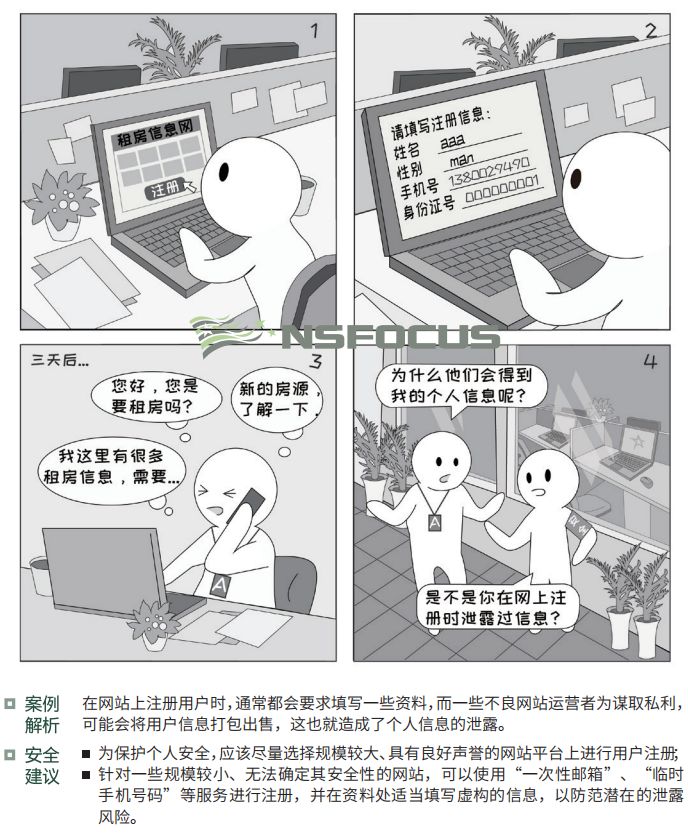 1
租房信息网
注册
2
请填写注册信息:
姓名 aaa
性别 man
手机号 1380029490
身份证号 000000001
NSFOCUS
三天后...
3
您好，您是
要租房吗？
新的房源，
了解一下.
我这里有很多
租房信息，需要...
A
4
为什么他们会得到
我的个人信息呢？
A
是不是你在网上注
册时泄露过信息？
案例
解析
在网站上注册用户时，通常都会要求填写一些资料，而一些不良网站运营者为谋取私利，
可能会将用户信息打包出售，这也就造成了个人信息的泄露。
安全
建议
为保护个人安全，应该尽量选择规模较大、具有良好声誉的网站平台上进行用户注册;
针对一些规模较小、无法确定其安全性的网站，可以使用“一次性邮箱”、“临时
手机号码”等服务进行注册，并在资料处适当填写虚构的信息，以防范潜在的泄露
风险。